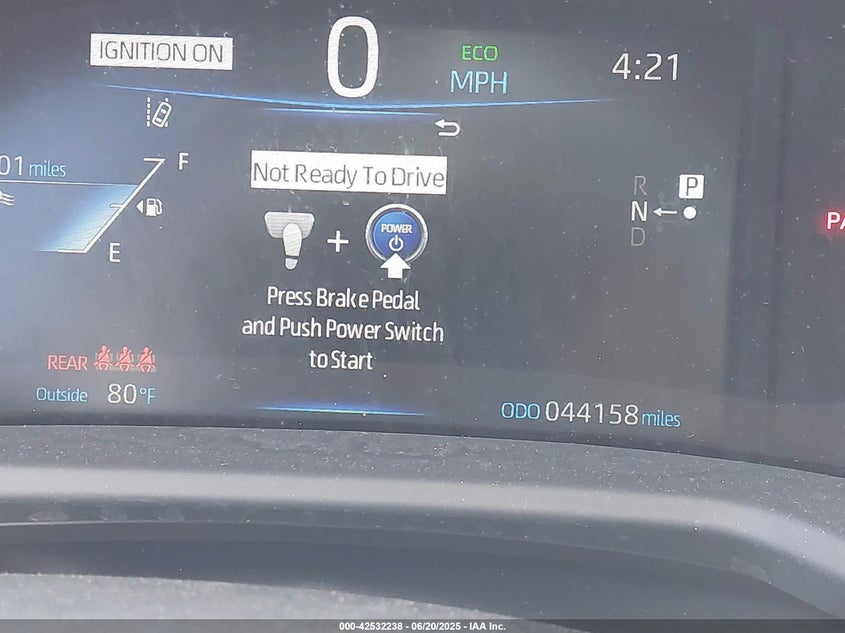 IGNITION ON
0
ECO
MPH
4:21
01 miles
F
E
Not Ready To Drive
POWER
Press Brake Pedal
and Push Power Switch
to Start
R
P
N
D
REAR
Outside 80°F
ODO 044158 miles
000-42532238 - 06/20/2025 - IAA Inc.